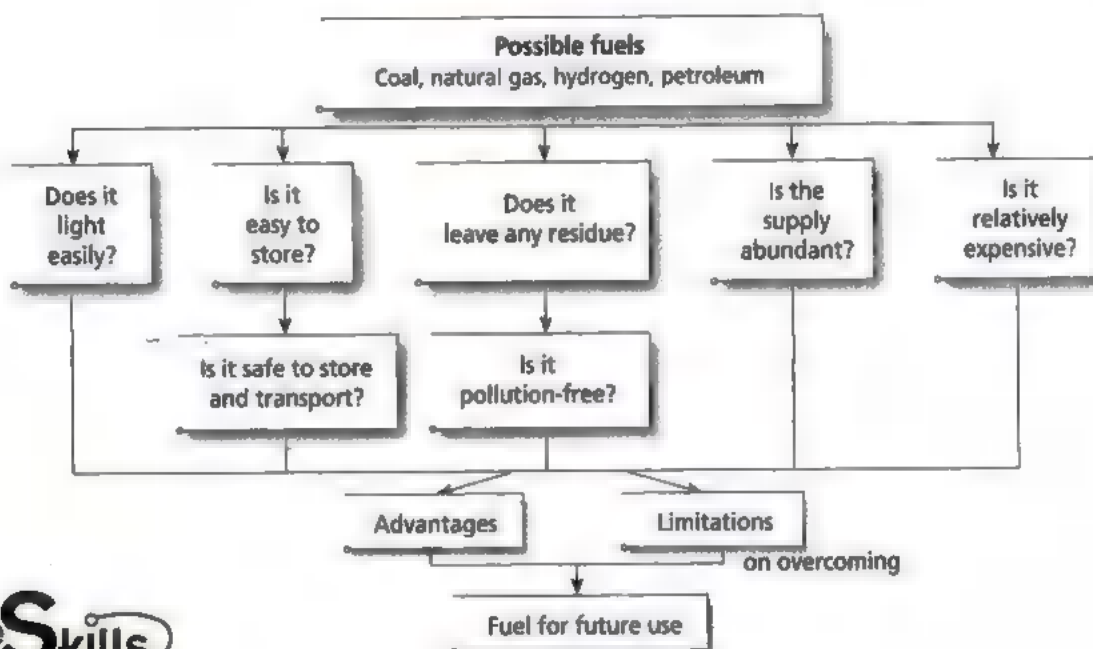 Possible fuels
Coal, natural gas, hydrogen, petroleum
Does it
light
easily?
Is it
easy to
store?
Does it
leave any residue?
Is the
supply
abundant?
Is it
relatively
expensive?
Is it safe to store
and transport?
Is it
pollution-free?
Advantages
Limitations
on overcoming
Fuel for future use
Skills